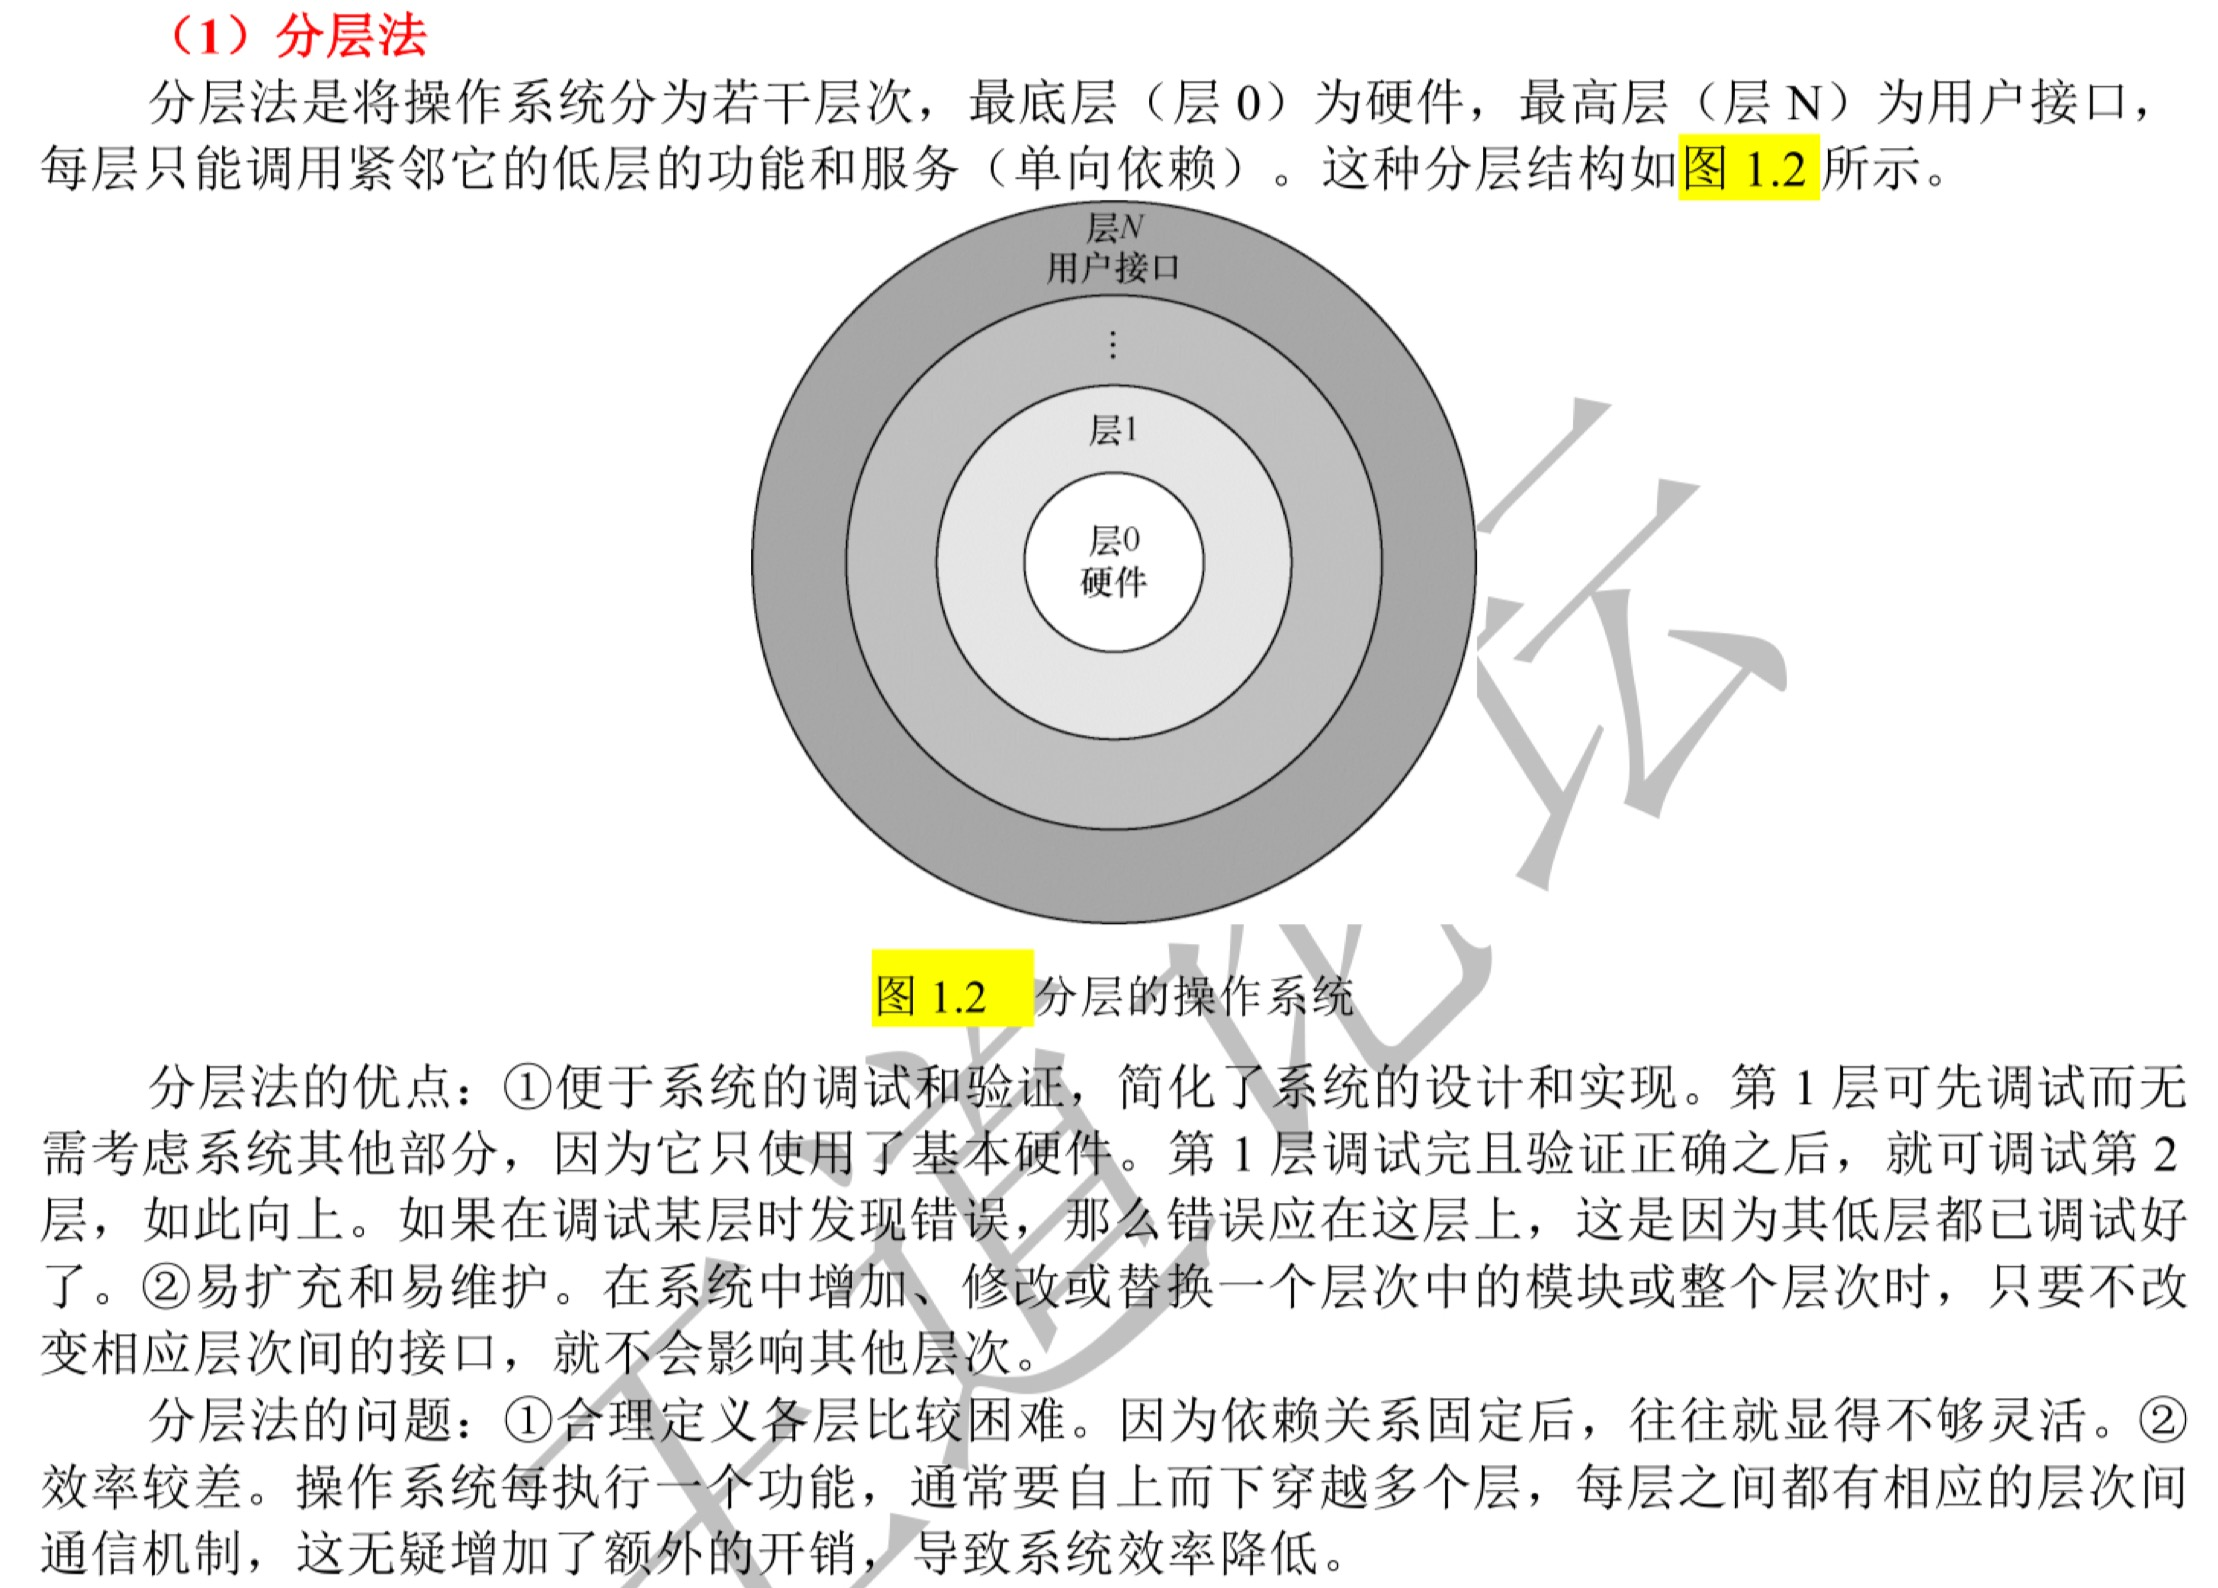 （1）分层法
分层法是将操作系统分为若干层次，最底层（层 0）为硬件，最高层（层 N）为用户接口，
每层只能调用紧邻它的低层的功能和服务（单向依赖）。这种分层结构如图 1.2 所示。
层N
用户接口
⋮
层1
层0
硬件
图 1.2 分层的操作系统
分层法的优点：①便于系统的调试和验证，简化了系统的设计和实现。第 1 层可先调试而无
需考虑系统其他部分，因为它只使用了基本硬件。第 1 层调试完且验证正确之后，就可调试第 2
层，如此向上。如果在调试某层时发现错误，那么错误应在这层上，这是因为其低层都已调试好
了。②易扩充和易维护。在系统中增加、修改或替换一个层次中的模块或整个层次时，只要不改
变相应层次间的接口，就不会影响其他层次。
分层法的问题：①合理定义各层比较困难。因为依赖关系固定后，往往就显得不够灵活。②
效率较差。操作系统每执行一个功能，通常要自上而下穿越多个层，每层之间都有相应的层次间
通信机制，这无疑增加了额外的开销，导致系统效率降低。
王道论坛